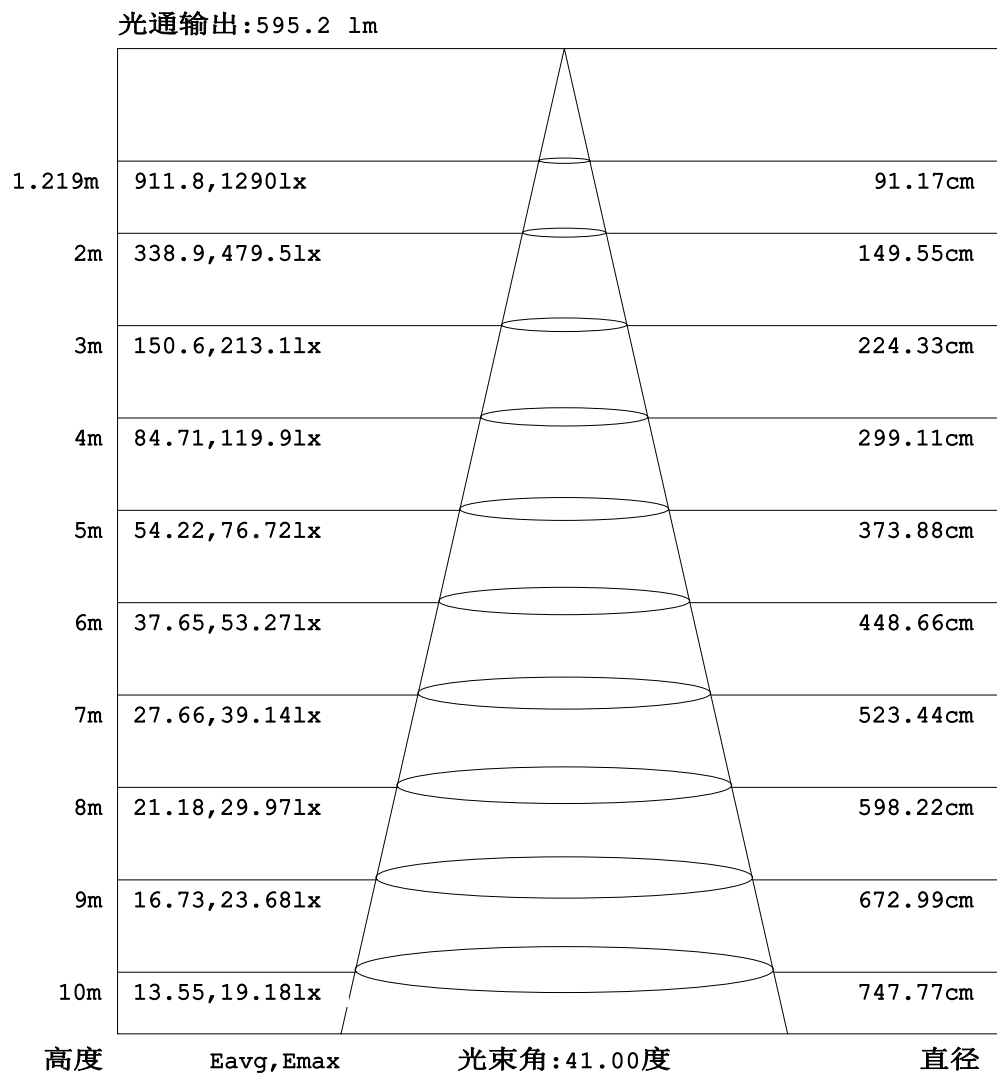 光通输出:595.2 lm
1.219m 911.8,1290lx 91.17cm
2m 338.9,479.5lx 149.55cm
3m 150.6,213.1lx 224.33cm
4m 84.71,119.9lx 299.11cm
5m 54.22,76.72lx 373.88cm
6m 37.65,53.27lx 448.66cm
7m 27.66,39.14lx 523.44cm
8m 21.18,29.97lx 598.22cm
9m 16.73,23.68lx 672.99cm
10m 13.55,19.18lx 747.77cm
高度 Eavg,Emax 光束角:41.00度 直径